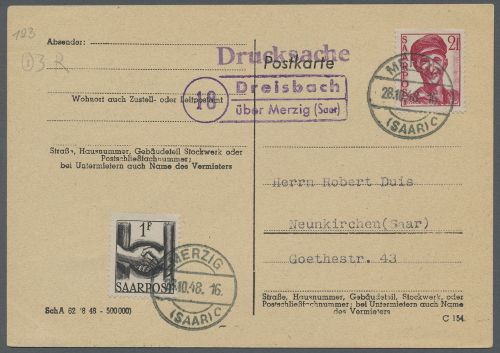 123
Absender:
Drucksache
Postkarte
Wohnort auch Zustell- oder Leitpostamt
18
Dreisbach
über Merzig (Saar)
SAARPOST
2F
MERZIG
28.10.48.
(SAAR) C
Straße, Hausnummer, Gebäudeteil Stockwerk oder
Postschließfachnummer;
bei Untermietern auch Name des Vermieters
Herrn Robert Duis
Neunkirchen(Saar)
Goethestr. 43
1F
SAARPOST
MERZIG
28.10.48. 16.
(SAAR) C
Straße, Hausnummer, Gebäudeteil, Stockwerk, oder
Postschließfachnummer; bei Untermietern auch Name
des Vermieters
SchA 62 '8 48 - 500000)
C 154